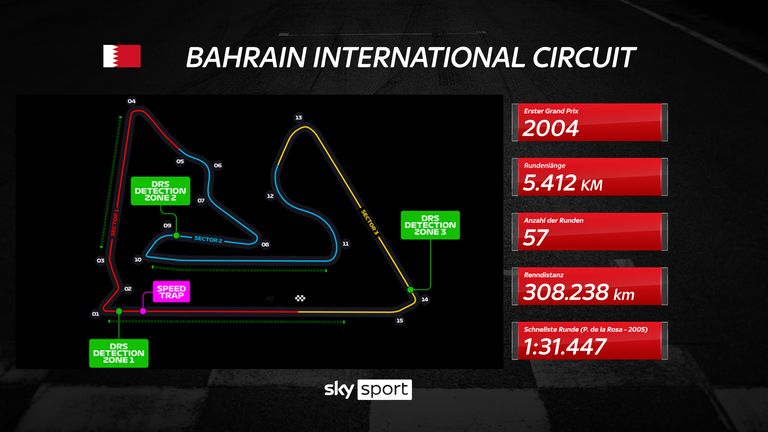 BAHRAIN INTERNATIONAL CIRCUIT
04
13
Erster Grand Prix
2004
05
06
DRS
DETECTION
ZONE 2
Rundenlänge
5.412 KM
07
12
SECTOR 1
SECTOR 3
DRS
DETECTION
ZONE 3
Anzahl der Runden
57
09
SECTOR 2
08
11
03
10
Renndistanz
308.238 km
02
SPEED
TRAP
14
01
15
DRS
DETECTION
ZONE 1
Schnellste Runde (P. de la Rosa - 2005)
1:31.447
sky sport